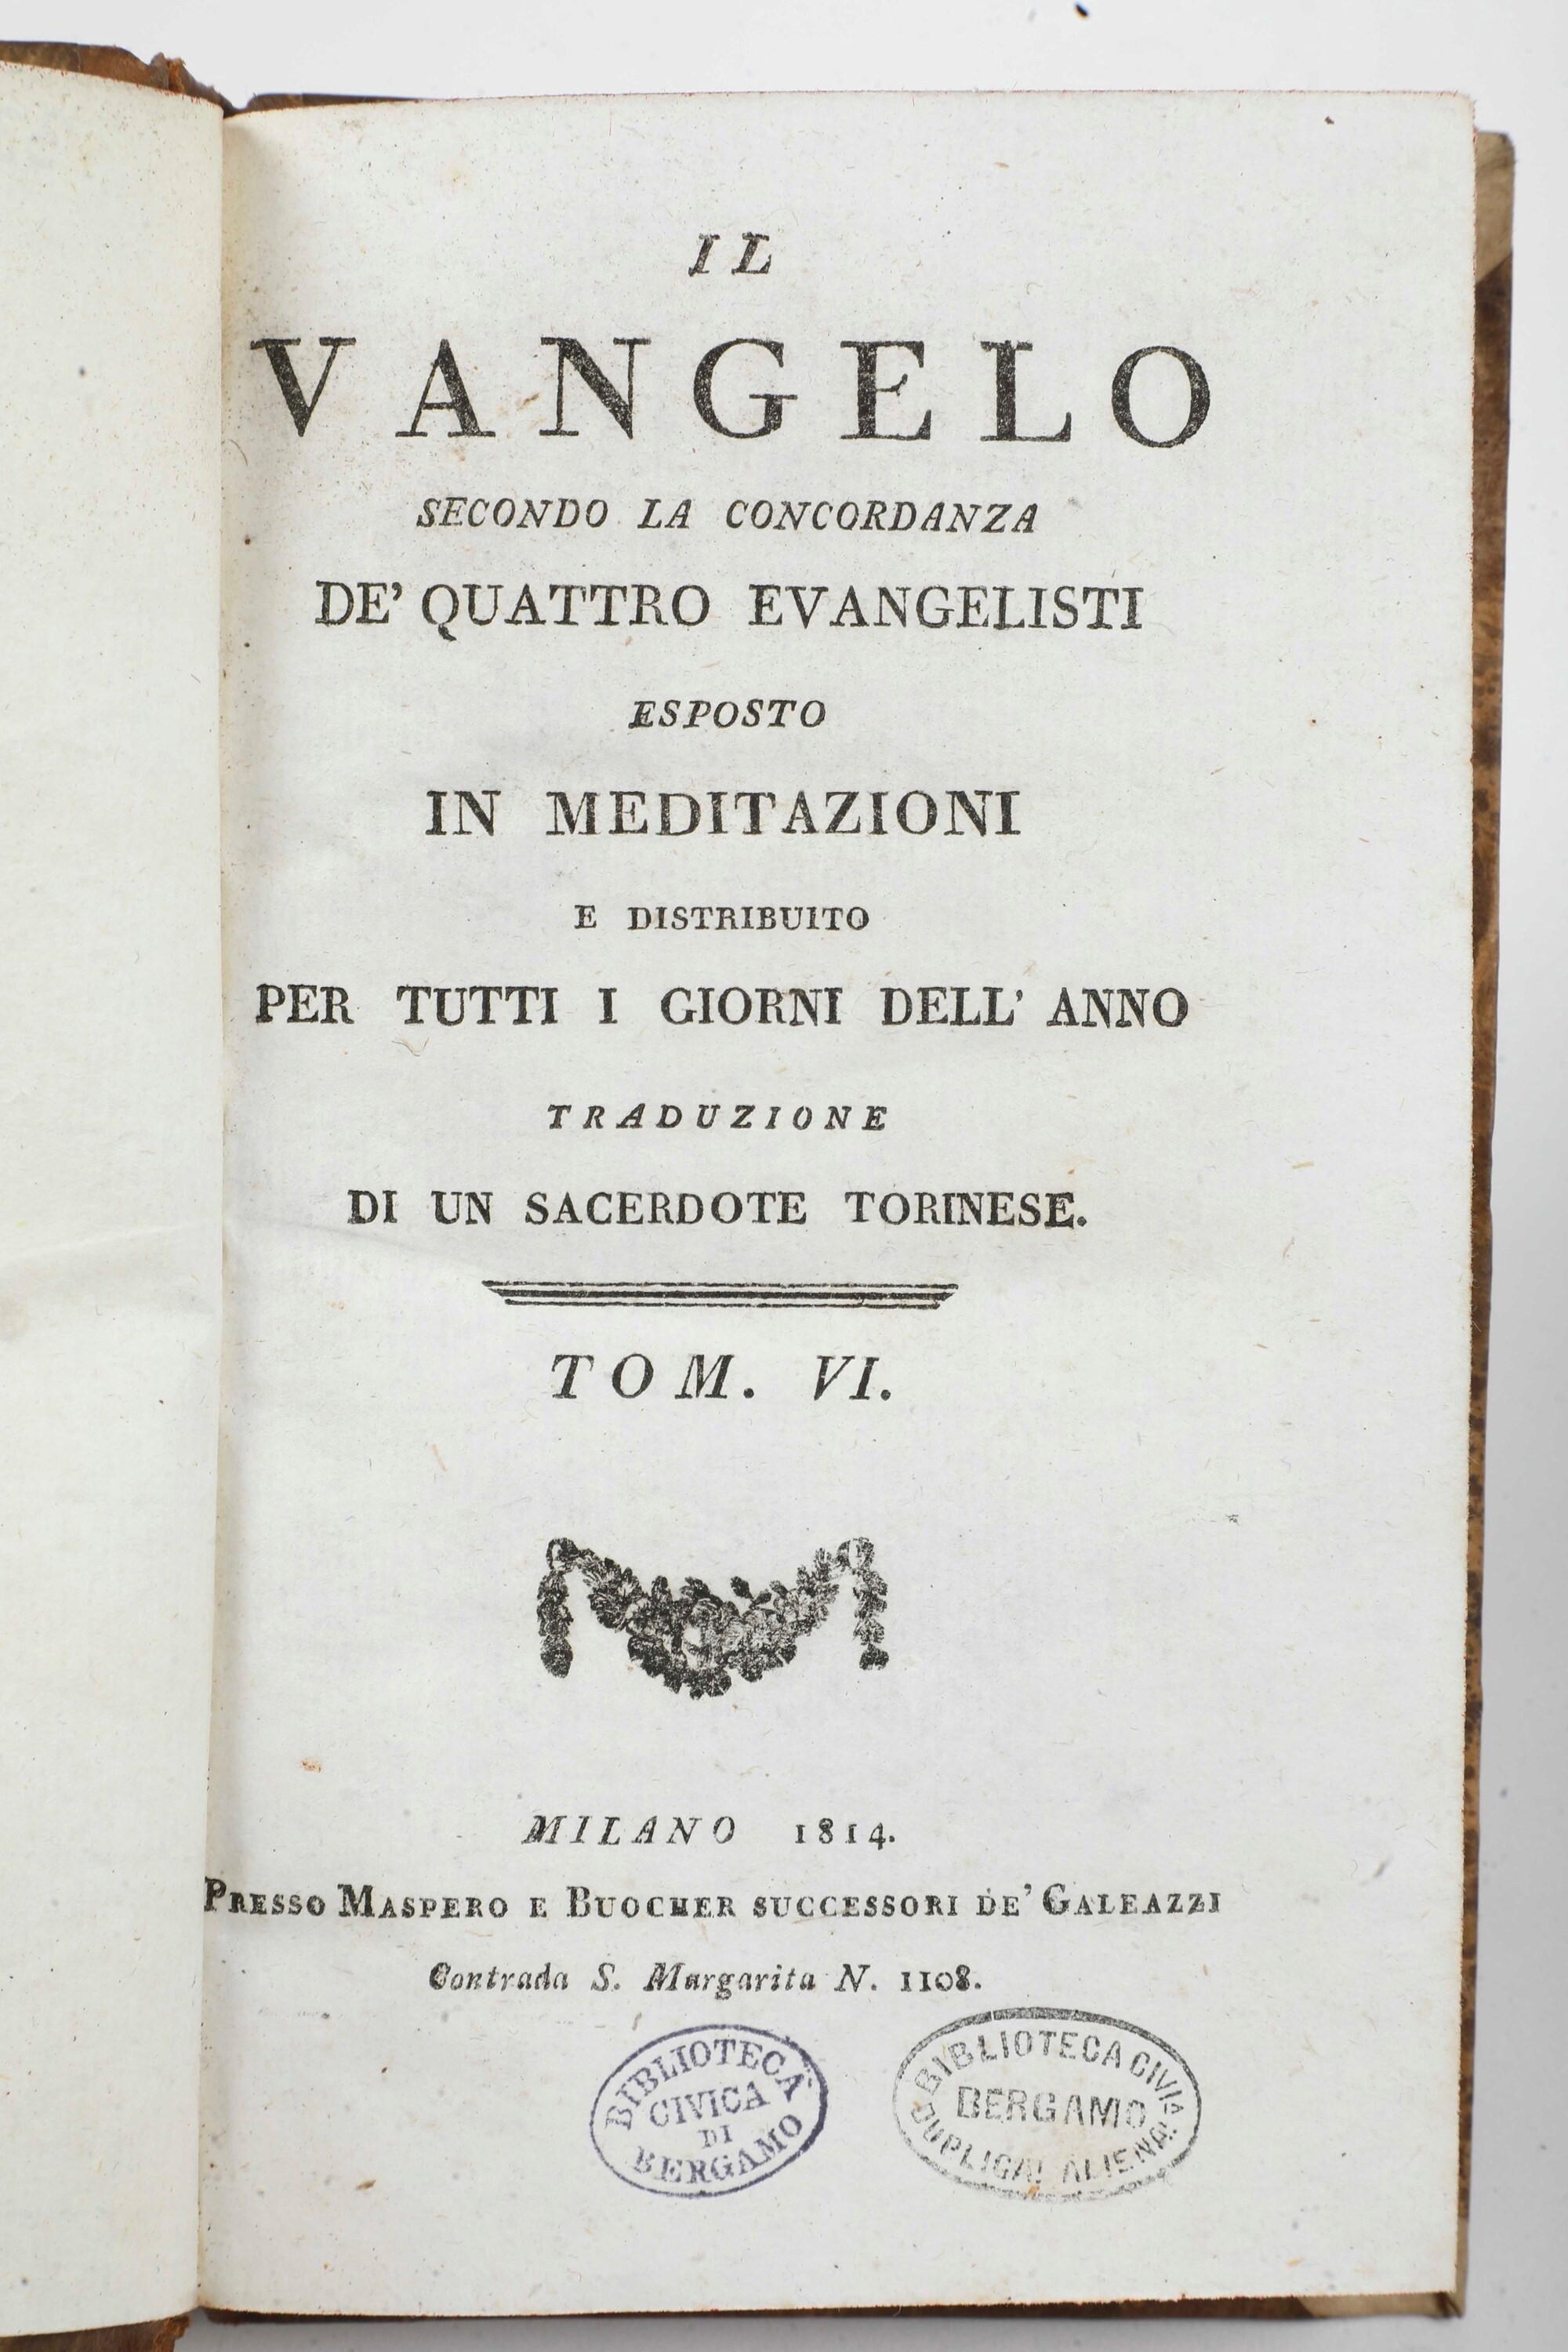 IL
VANGELO
SECONDO LA CONCORDANZA
DE' QUATTRO EVANGELISTI
ESPOSTO
IN MEDITAZIONI
E DISTRIBUITO
PER TUTTI I GIORNI DELL' ANNO
TRADUZIONE
DI UN SACERDOTE TORINESE.
TOM. VI.
MILANO 1814.
PRESSO MASPERO E BUOCHER SUCCESSORI DE' GALEAZZI
Contrada S. Margarita N. 1108.
BIBLIOTECA
CIVICA
DI
BERGAMO
BIBLIOTECA CIVICA
BERGAMO
DUPLICAT ALIENAT